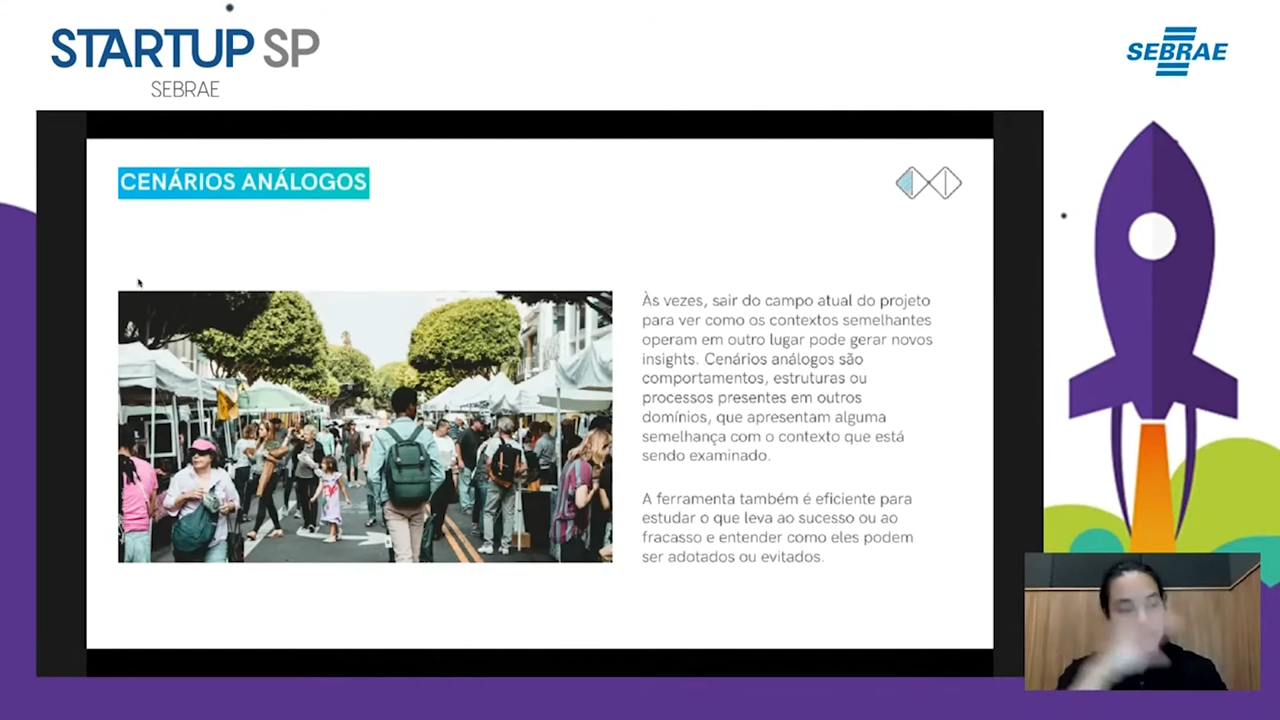 STARTUP SP
SEBRAE
SEBRAE
CENÁRIOS ANÁLOGOS
Às vezes, sair do campo atual do projeto
para ver como os contextos semelhantes
operam em outro lugar pode gerar novos
insights. Cenários análogos são
comportamentos, estruturas ou
processos presentes em outros
domínios, que apresentam alguma
semelhança com o contexto que está
sendo examinado.
A ferramenta também é eficiente para
estudar o que leva ao sucesso ou ao
fracasso e entender como eles podem
ser adotados ou evitados.